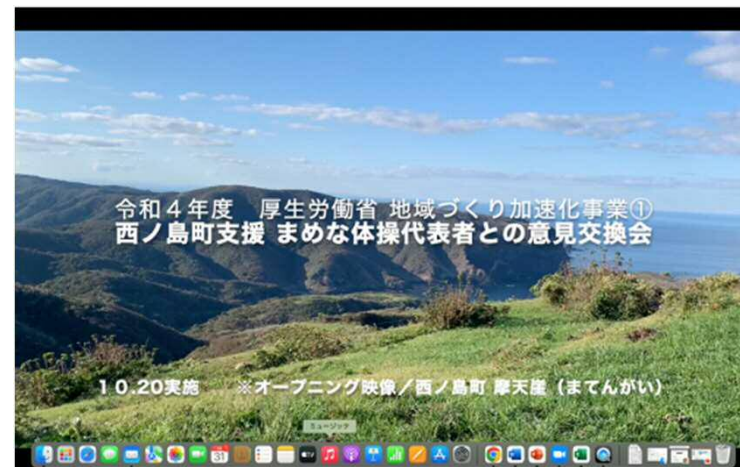 令和４年度　厚生労働省 地域づくり加速化事業①
西ノ島町支援 まめな体操代表者との意見交換会
１０.20実施　　※オープニング映像／西ノ島町 摩天崖（まてんがい）
ミュージック
31